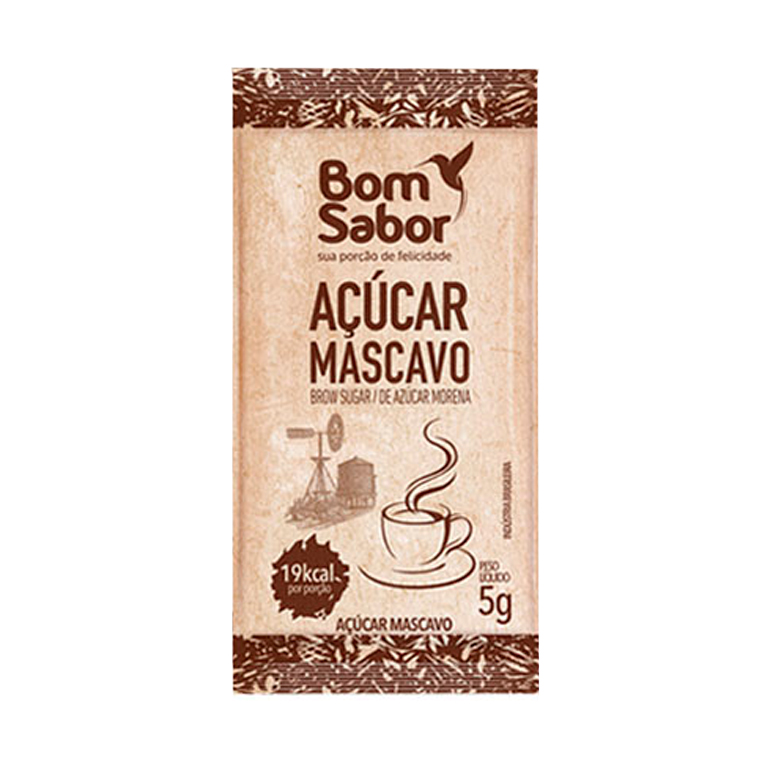 Bom
Sabor
sua porção de felicidade
AÇÚCAR
MASCAVO
BROW SUGAR / DE AZÚCAR MORENA
INDÚSTRIA BRASILEIRA
19kcal
por porção
PESO
LÍQUIDO
5g
AÇÚCAR MASCAVO